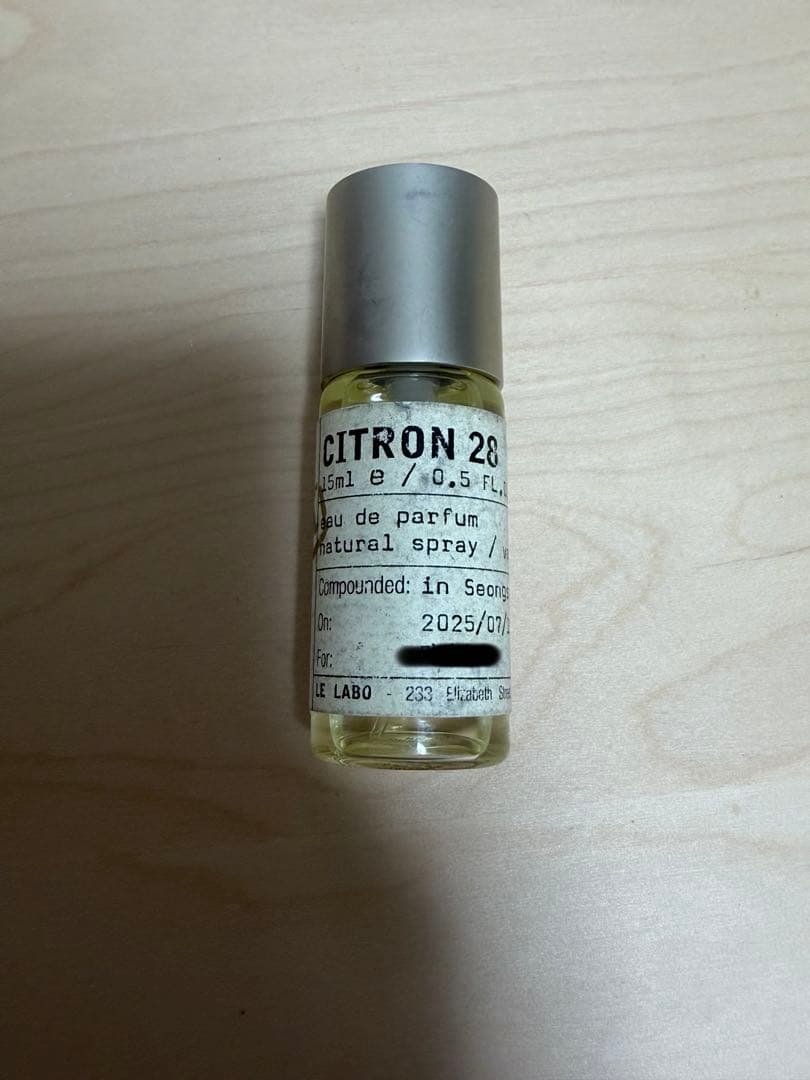 CITRON 28
15ml e / 0.5 FL.
eau de parfum
natural spray /
Compounded: in
On: 2025/07/
For:
LE LABO - 233 Elizabeth